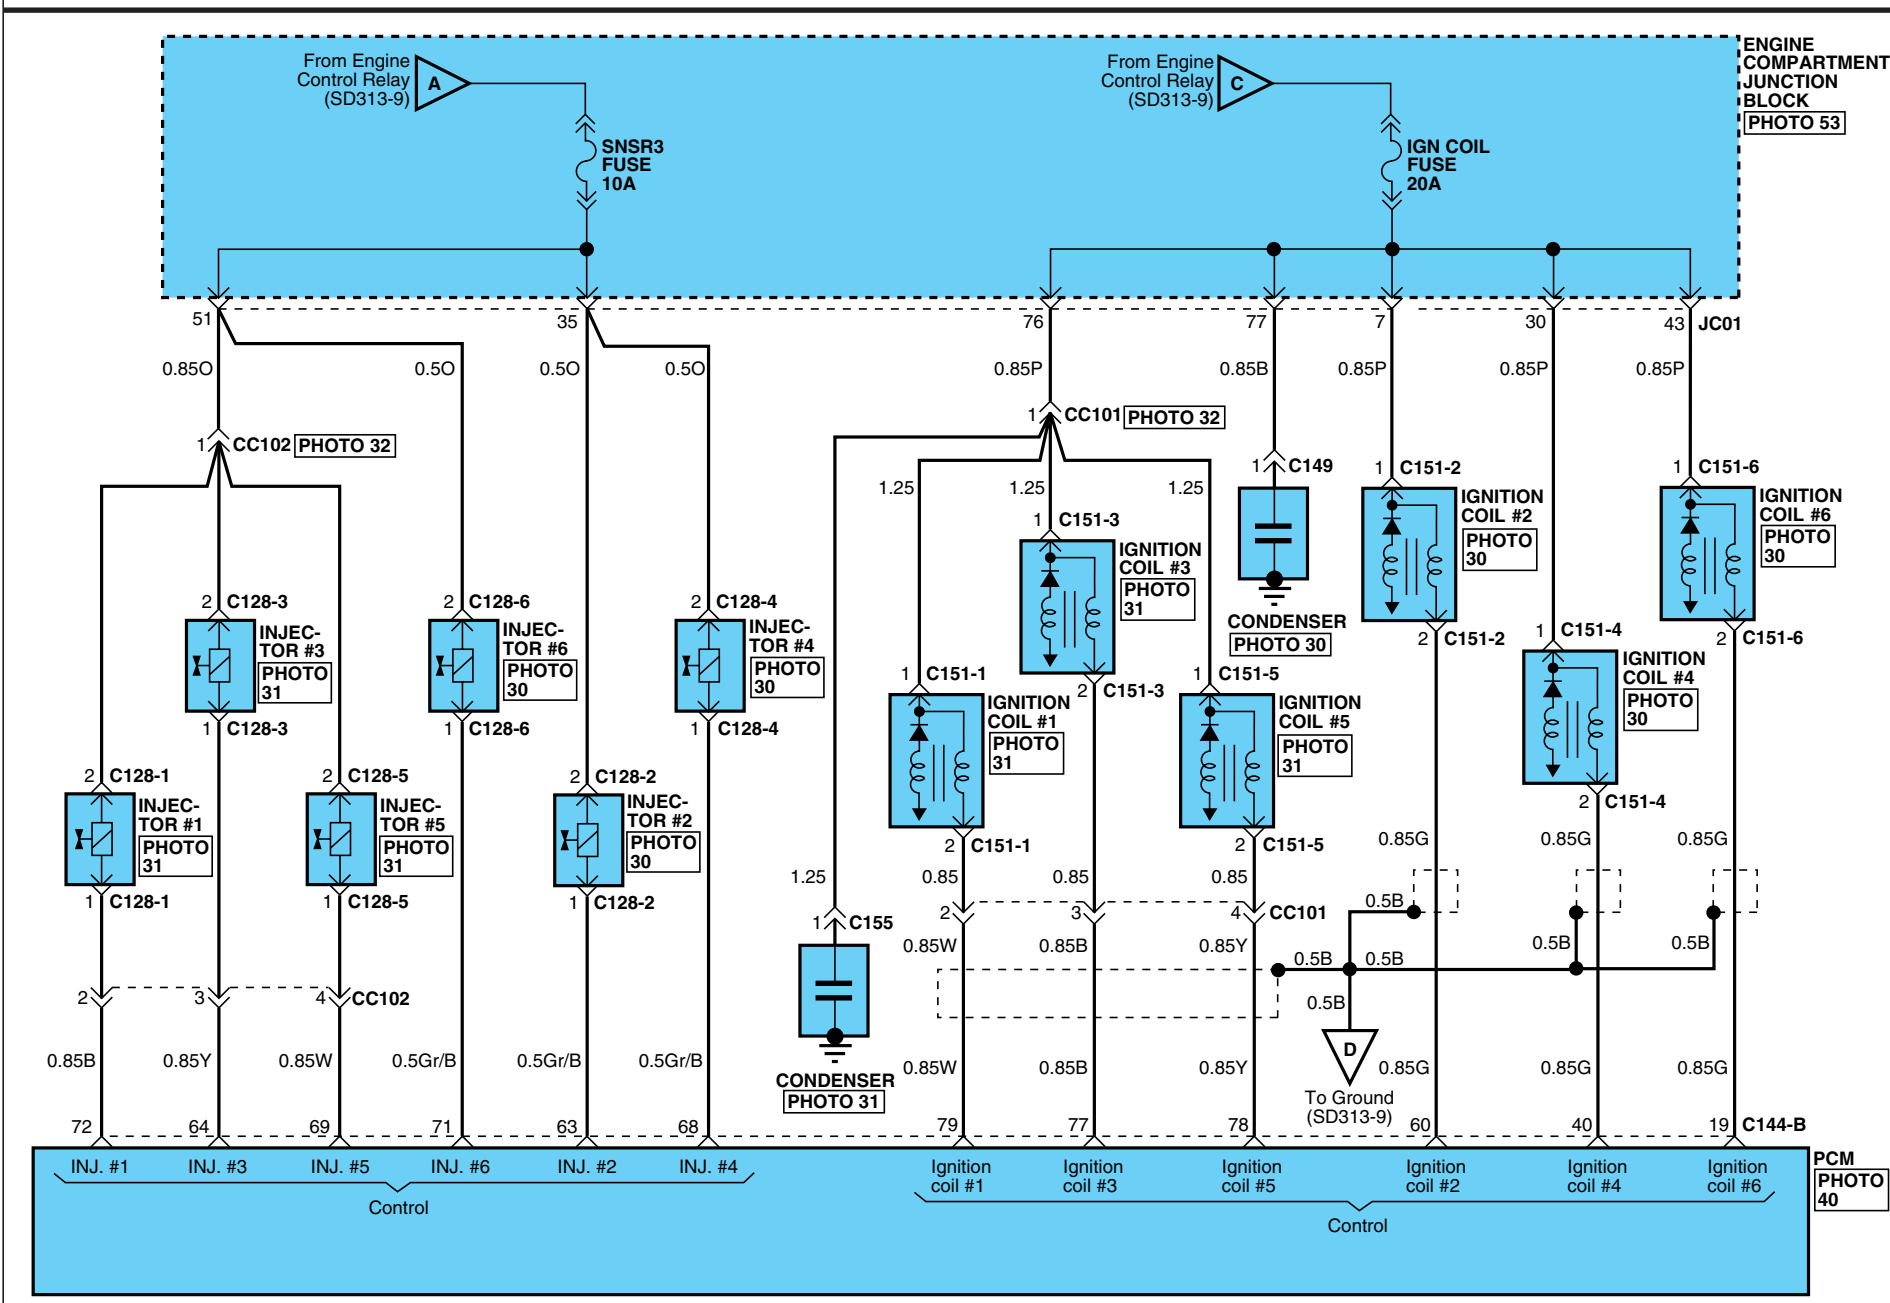 From Engine
Control Relay
(SD313-9)
A
SNSR3
FUSE
10A
From Engine
Control Relay
(SD313-9)
C
IGN COIL
FUSE
20A
ENGINE
COMPARTMENT
JUNCTION
BLOCK
PHOTO 53
51
35
76
77
7
30
43
JC01
0.85O
0.5O
0.5O
0.5O
0.85P
0.85B
0.85P
0.85P
0.85P
1
CC102
PHOTO 32
1
CC101
PHOTO 32
1.25
1.25
1.25
1
C149
CONDENSER
PHOTO 30
1
C151-2
IGNITION
COIL #2
PHOTO
30
2
C151-2
1
C151-6
IGNITION
COIL #6
PHOTO
30
2
C151-6
1
C151-3
IGNITION
COIL #3
PHOTO
31
2
C151-3
1
C151-4
IGNITION
COIL #4
PHOTO
30
2
C151-4
2
C128-3
INJEC-
TOR #3
PHOTO
31
1
C128-3
2
C128-6
INJEC-
TOR #6
PHOTO
30
1
C128-6
2
C128-4
INJEC-
TOR #4
PHOTO
30
1
C128-4
1
C151-1
IGNITION
COIL #1
PHOTO
31
2
C151-1
1
C151-5
IGNITION
COIL #5
PHOTO
31
2
C151-5
2
C128-1
INJEC-
TOR #1
PHOTO
31
1
C128-1
2
C128-5
INJEC-
TOR #5
PHOTO
31
1
C128-5
2
C128-2
INJEC-
TOR #2
PHOTO
30
1
C128-2
1.25
0.85
0.85
0.85
0.85G
0.85G
0.85G
1
C155
CONDENSER
PHOTO 31
2
3
4
CC101
0.85W
0.85B
0.85Y
0.5B
0.5B
0.5B
0.5B
0.5B
0.5B
D
To Ground
(SD313-9)
2
3
4
CC102
0.85B
0.85Y
0.85W
0.5Gr/B
0.5Gr/B
0.5Gr/B
0.85W
0.85B
0.85Y
0.85G
0.85G
0.85G
72
64
69
71
63
68
79
77
78
60
40
19
C144-B
INJ. #1
INJ. #3
INJ. #5
INJ. #6
INJ. #2
INJ. #4
Control
Ignition
coil #1
Ignition
coil #3
Ignition
coil #5
Ignition
coil #2
Ignition
coil #4
Ignition
coil #6
Control
PCM
PHOTO
40